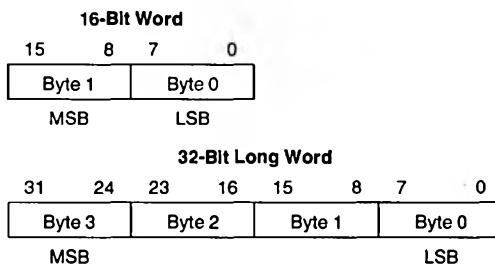 16-Bit Word
15 8 7 0
Byte 1 Byte 0
MSB LSB
32-Bit Long Word
31 24 23 16 15 8 7 0
Byte 3 Byte 2 Byte 1 Byte 0
MSB LSB